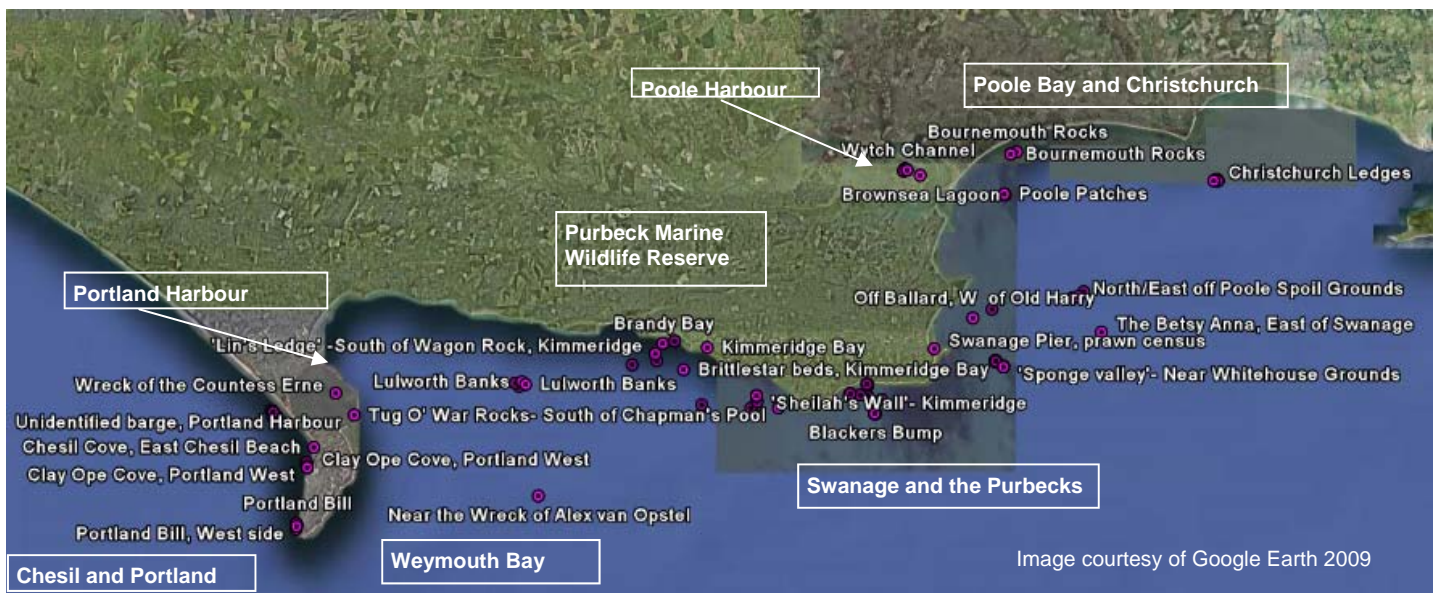 Poole Harbour
Poole Bay and Christchurch
Bournemouth Rocks
Wytch Channel
Bournemouth Rocks
Christchurch Ledges
Brownsea Lagoon
Poole Patches
Purbeck Marine
Wildlife Reserve
Portland Harbour
North/East off Poole Spoil Grounds
Off Ballard, W of Old Harry
The Betsy Anna, East of Swanage
Brandy Bay
'Lin's Ledge' -South of Wagon Rock, Kimmeridge
Kimmeridge Bay
Swanage Pier, prawn census
Brittlestar beds, Kimmeridge Bay
'Sponge valley'- Near Whitehouse Grounds
Wreck of the Countess Erne
Lulworth Banks
Lulworth Banks
'Sheilah's Wall'- Kimmeridge
Unidentified barge, Portland Harbour
Tug O' War Rocks- South of Chapman's Pool
Blackers Bump
Chesil Cove, East Chesil Beach
Clay Ope Cove, Portland West
Clay Ope Cove, Portland West
Swanage and the Purbecks
Portland Bill
Near the Wreck of Alex van Opstel
Portland Bill, West side
Weymouth Bay
Image courtesy of Google Earth 2009
Chesil and Portland